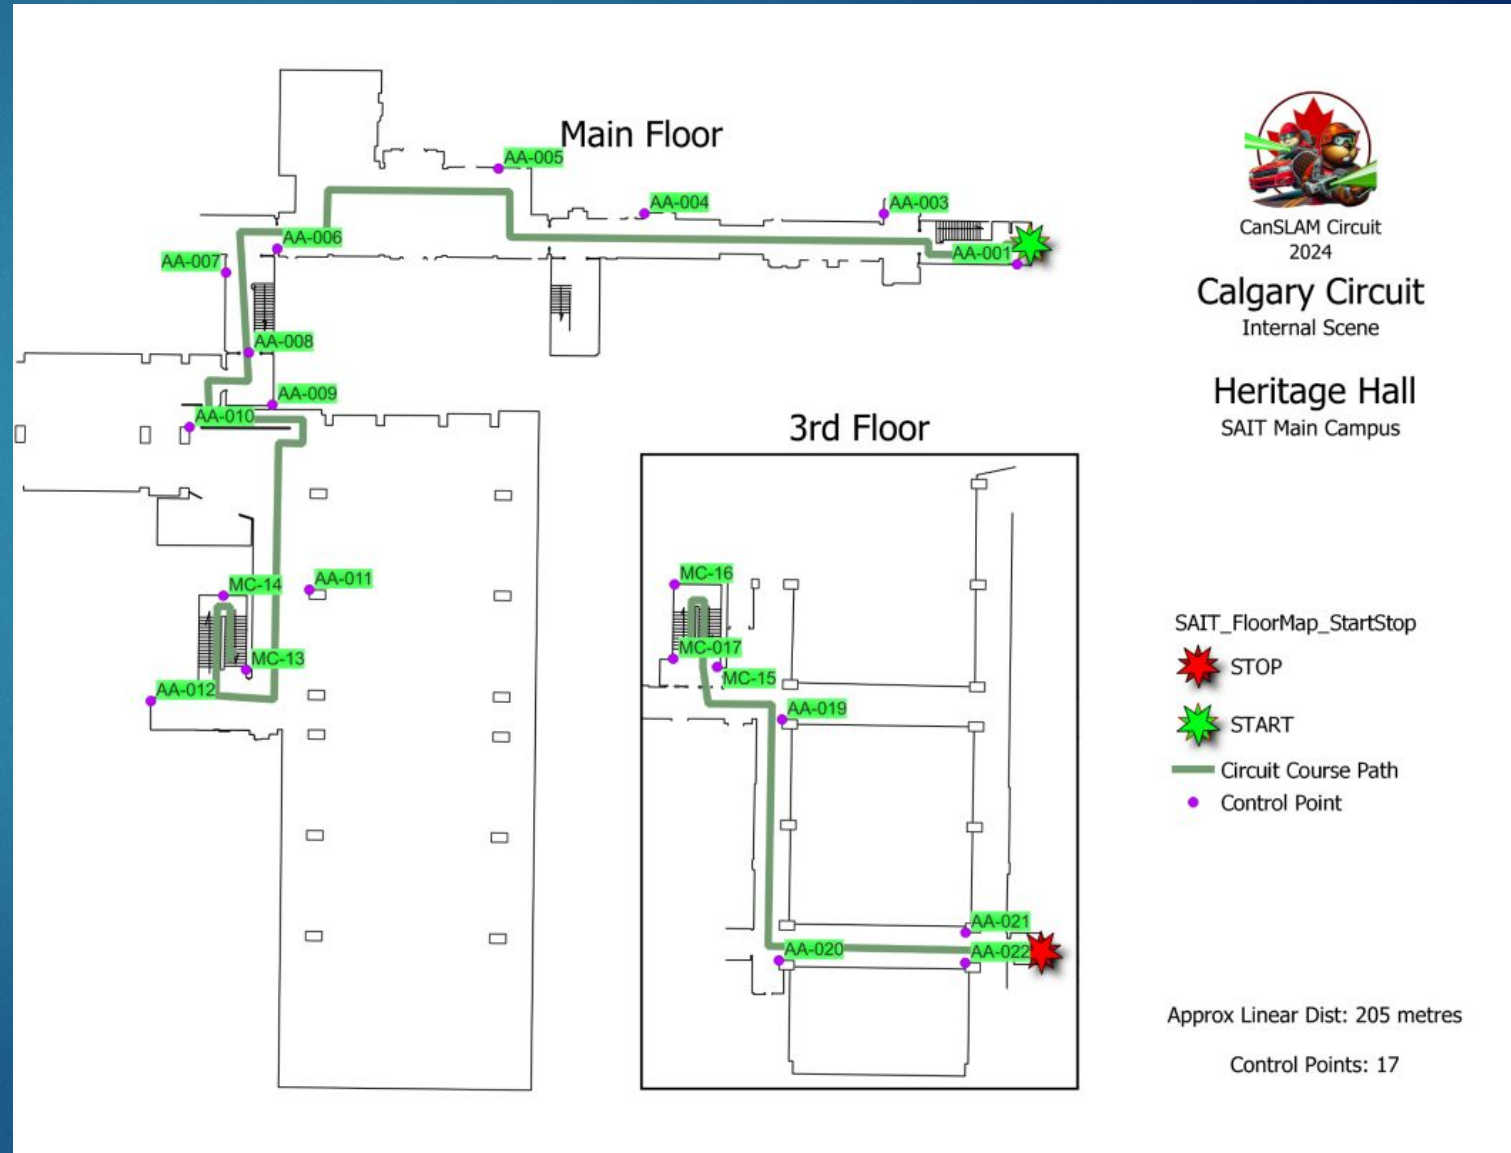 Main Floor
AA-005
AA-004
AA-003
AA-006
AA-001
AA-007
AA-008
AA-009
AA-010
MC-14
AA-011
MC-13
AA-012
3rd Floor
MC-16
MC-017
MC-15
AA-019
AA-021
AA-020
AA-022
CanSLAM Circuit
2024
Calgary Circuit
Internal Scene
Heritage Hall
SAIT Main Campus
SAIT_FloorMap_StartStop
STOP
START
Circuit Course Path
Control Point
Approx Linear Dist: 205 metres
Control Points: 17